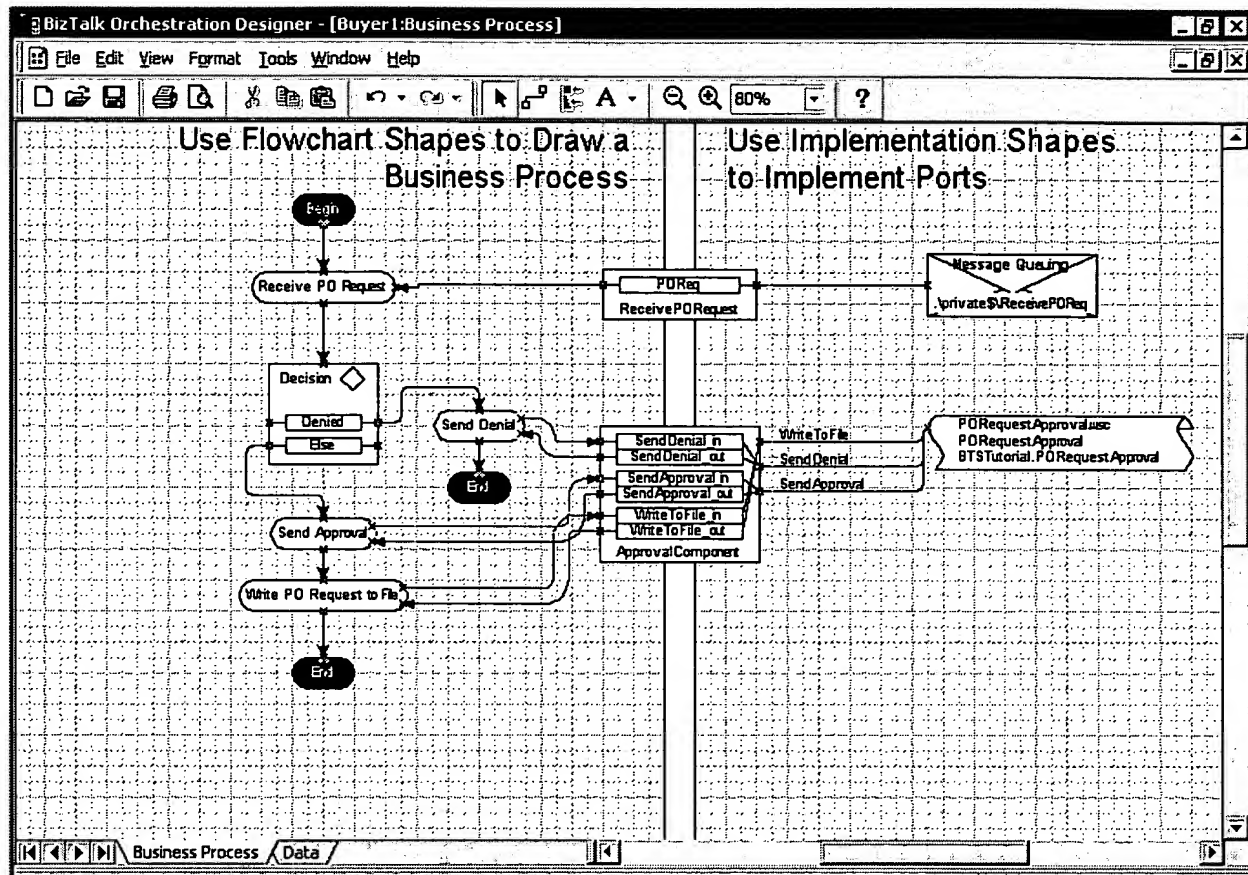 BizTalk Orchestration Designer - [Buyer1:Business Process]
File Edit View Format Tools Window Help
80%
?
Use Flowchart Shapes to Draw a
Business Process
Use Implementation Shapes
to Implement Ports
Begin
Receive PO Request
POReq
ReceivePORequest
Message Queuing
.\private$\ReceivePOReq
Decision
Denied
Else
Send Denial
End
SendDenial_in
SendDenial_out
SendApproval_in
SendApproval_out
WriteToFile_in
WriteToFile_out
ApprovalComponent
WriteToFile
SendDenial
SendApproval
PORequestApproval.wsc
PORequestApproval
BTSTutorial.PORequestApproval
Send Approval
Write PO Request to File
End
Business Process
Data